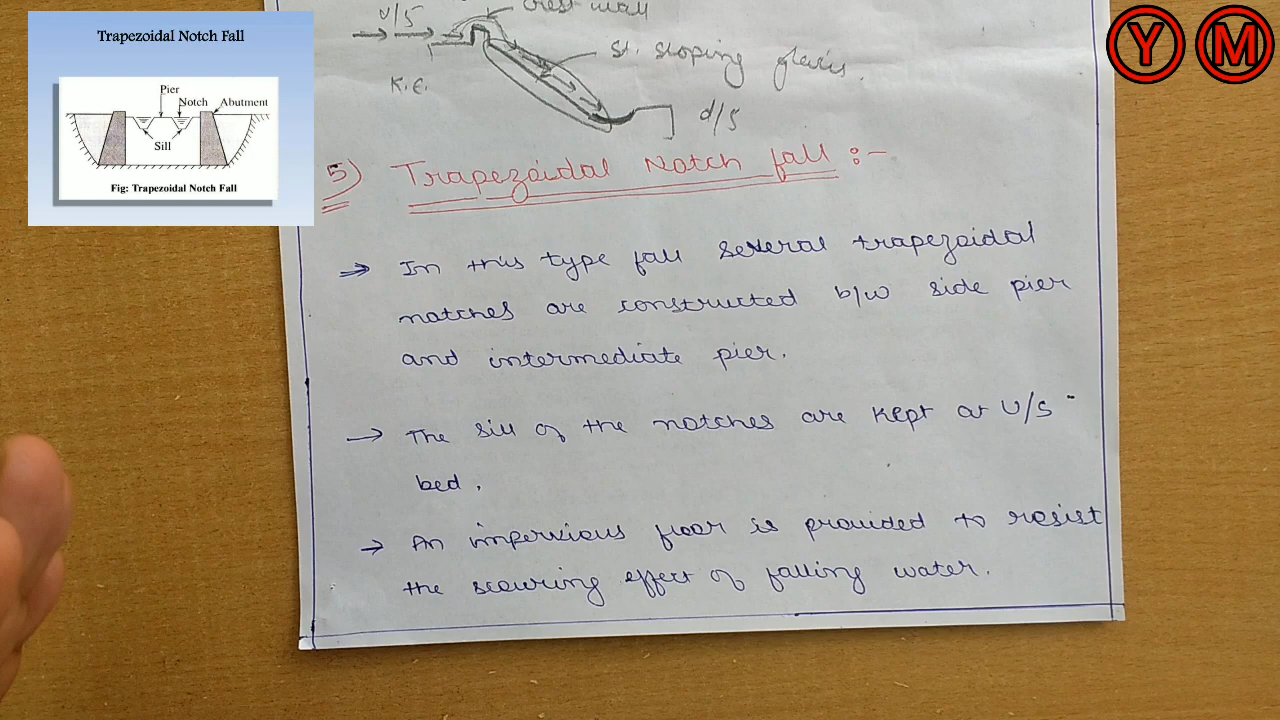 Trapezoidal Notch Fall
Pier
Notch
Abutment
Sill
Fig: Trapezoidal Notch Fall
Y M
U/S
crest wall
st. sloping glacis.
K.E.
d/s
5) Trapezoidal Notch fall :-
⇒ In this type fall several trapezoidal
notches are constructed b/w side pier
and intermediate pier.
→ The sill of the notches are kept at U/S
bed.
→ An impervious floor is provided to resist
the scouring effect of falling water.